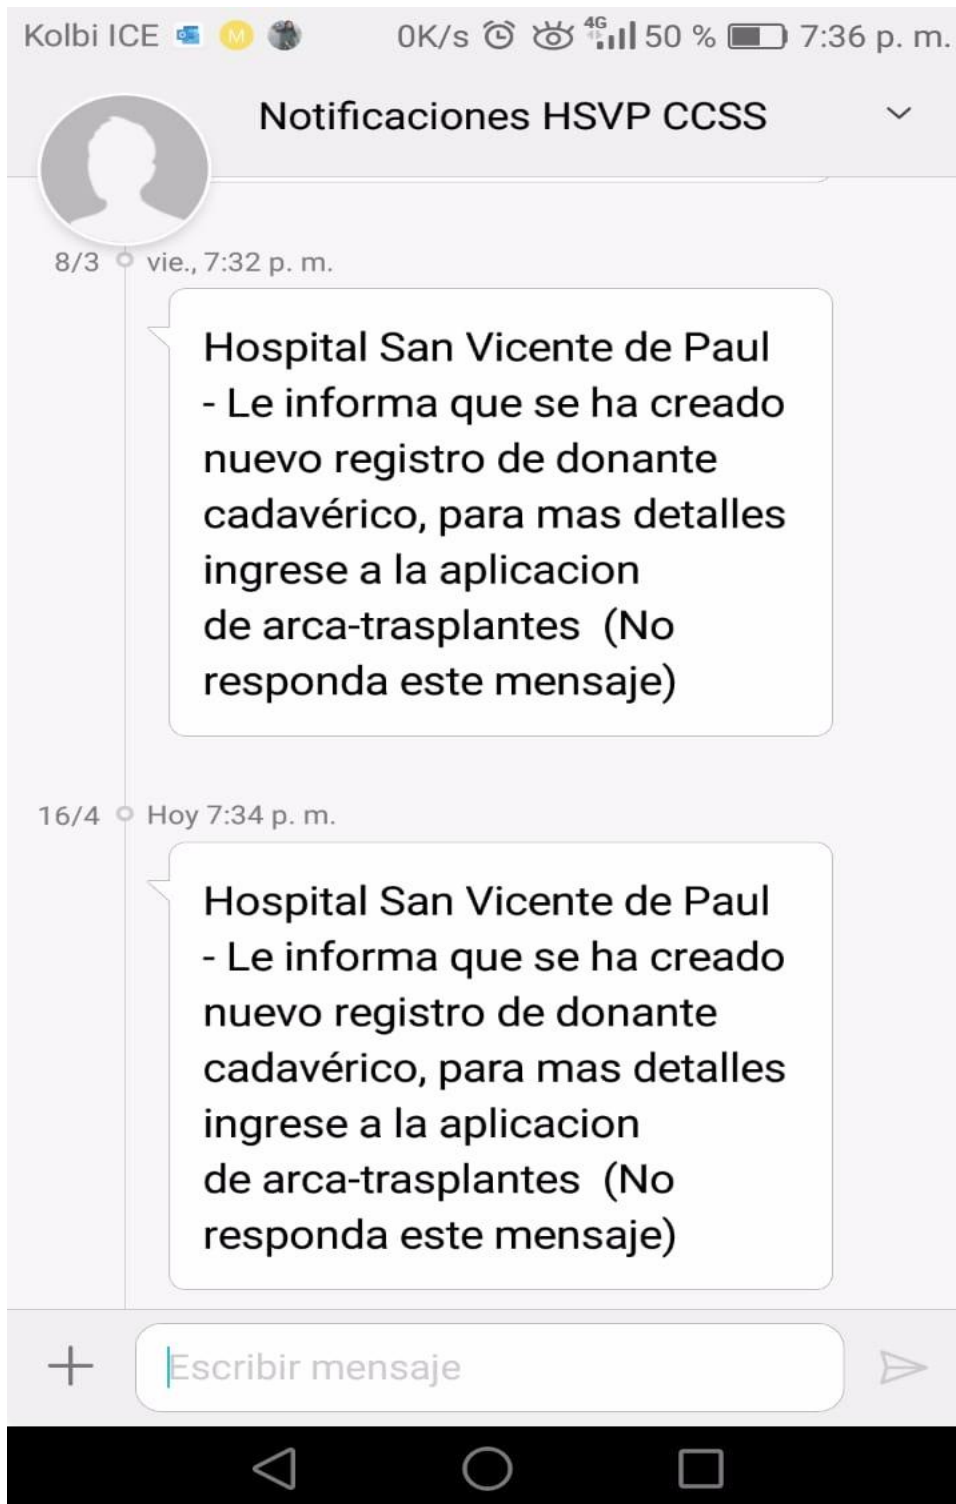 Kolbi ICE M 0K/s 4G 50 % 7:36 p. m.
Notificaciones HSVP CCSS
8/3 vie., 7:32 p. m.
Hospital San Vicente de Paul
- Le informa que se ha creado
nuevo registro de donante
cadavérico, para mas detalles
ingrese a la aplicacion
de arca-trasplantes (No
responda este mensaje)
16/4 Hoy 7:34 p. m.
Hospital San Vicente de Paul
- Le informa que se ha creado
nuevo registro de donante
cadavérico, para mas detalles
ingrese a la aplicacion
de arca-trasplantes (No
responda este mensaje)
Escribir mensaje